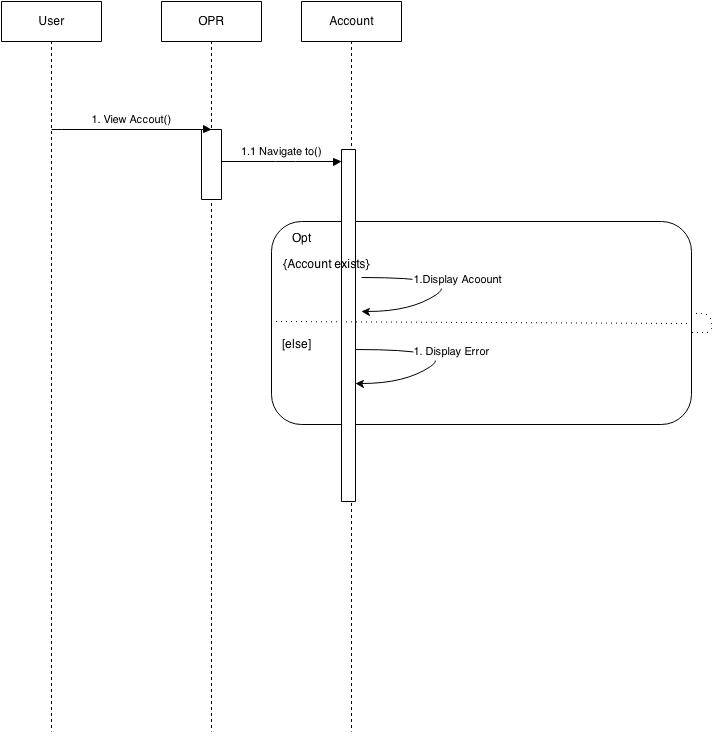 User
OPR
Account
1. View Accout()
1.1 Navigate to()
Opt
{Account exists}
1.Display Acoount
[else]
1. Display Error